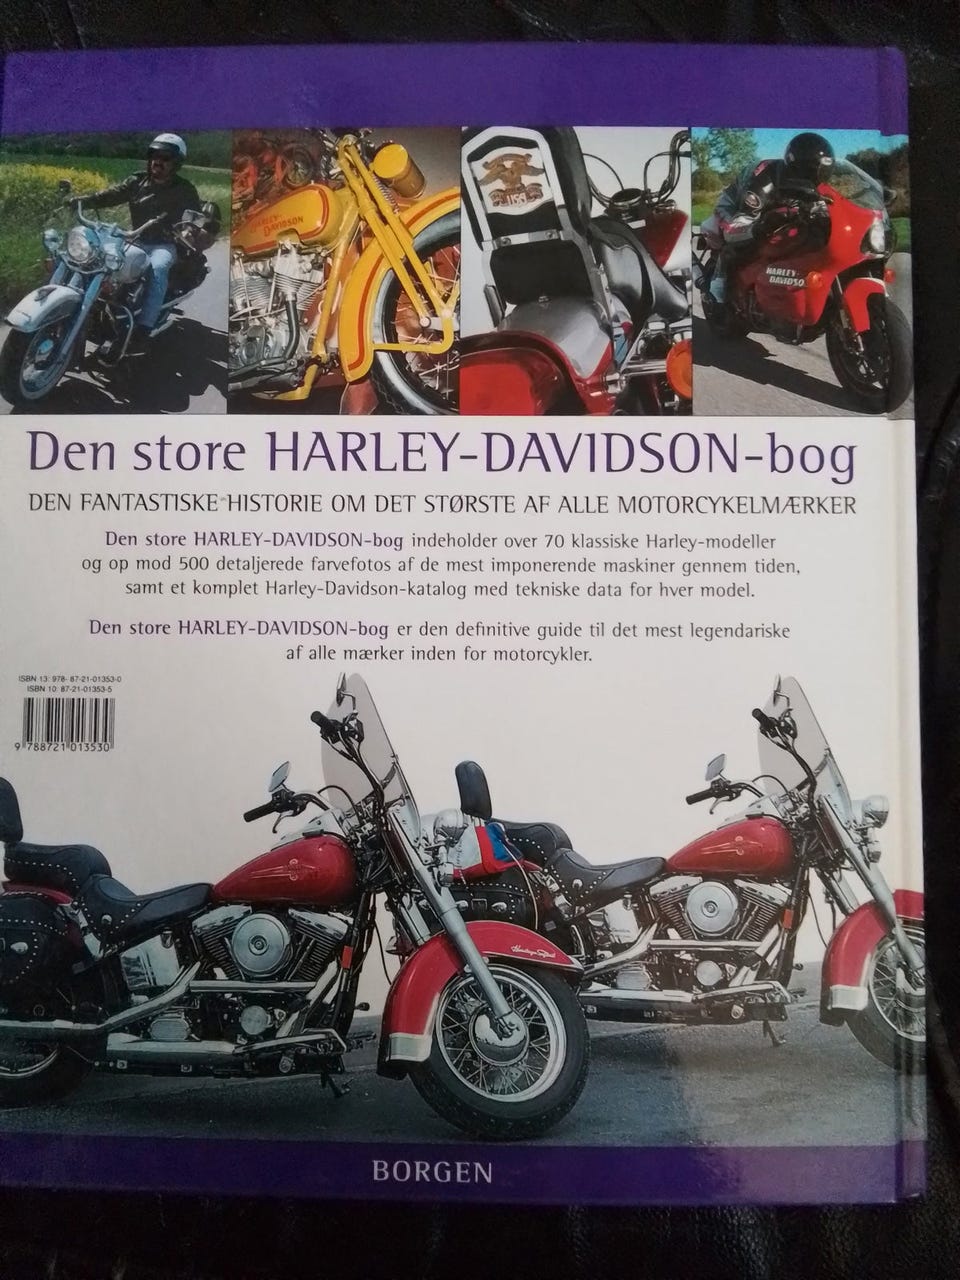 HARLEY-DAVIDSON
HARLEY-
DAVIDSO
Den store HARLEY-DAVIDSON-bog
DEN FANTASTISKE HISTORIE OM DET STØRSTE AF ALLE MOTORCYKELMÆRKER
Den store HARLEY-DAVIDSON-bog indeholder over 70 klassiske Harley-modeller
og op mod 500 detaljerede farvefotos af de mest imponerende maskiner gennem tiden,
samt et komplet Harley-Davidson-katalog med tekniske data for hver model.
Den store HARLEY-DAVIDSON-bog er den definitive guide til det mest legendariske
af alle mærker inden for motorcykler.
ISBN 13: 978- 87-21-01353-0
ISBN 10: 87-21-01353-5
9 788721 013530
BORGEN